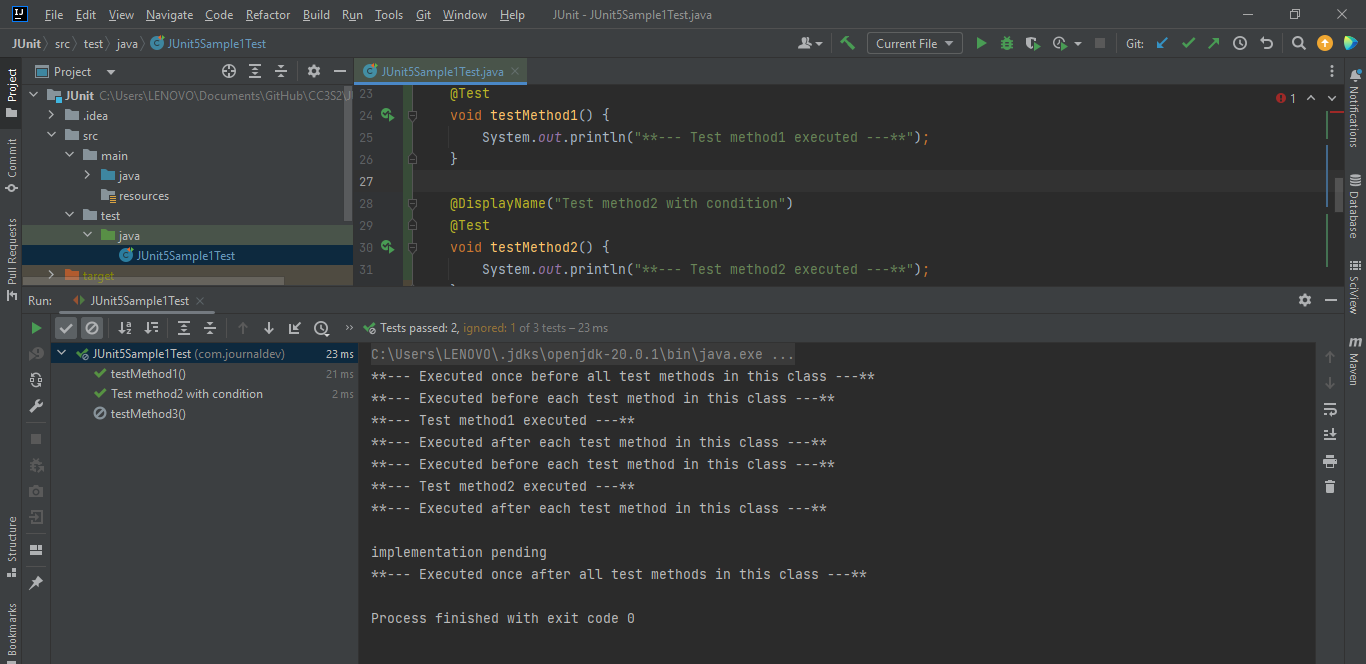 File Edit View Navigate Code Refactor Build Run Tools Git Window Help JUnit - JUnit5Sample1Test.java
JUnit src test java JUnit5Sample1Test Current File Git:
Project
JUnit5Sample1Test.java
Project
Commit
Pull Requests
Structure
Bookmarks
JUnit C:\Users\LENOVO\Documents\GitHub\CC3S2\J
.idea
src
main
java
resources
test
java
JUnit5Sample1Test
target
1
23 @Test
24 void testMethod1() {
25 System.out.println("**--- Test method1 executed ---**");
26 }
27
28 @DisplayName("Test method2 with condition")
29 @Test
30 void testMethod2() {
31 System.out.println("**--- Test method2 executed ---**");
Notifications
Database
SciView
Maven
Run: JUnit5Sample1Test
Tests passed: 2, ignored: 1 of 3 tests – 23 ms
JUnit5Sample1Test (com.journaldev) 23 ms
testMethod1() 21 ms
Test method2 with condition 2 ms
testMethod3()
C:\Users\LENOVO\.jdks\openjdk-20.0.1\bin\java.exe ...
**--- Executed once before all test methods in this class ---**
**--- Executed before each test method in this class ---**
**--- Test method1 executed ---**
**--- Executed after each test method in this class ---**
**--- Executed before each test method in this class ---**
**--- Test method2 executed ---**
**--- Executed after each test method in this class ---**
implementation pending
**--- Executed once after all test methods in this class ---**
Process finished with exit code 0